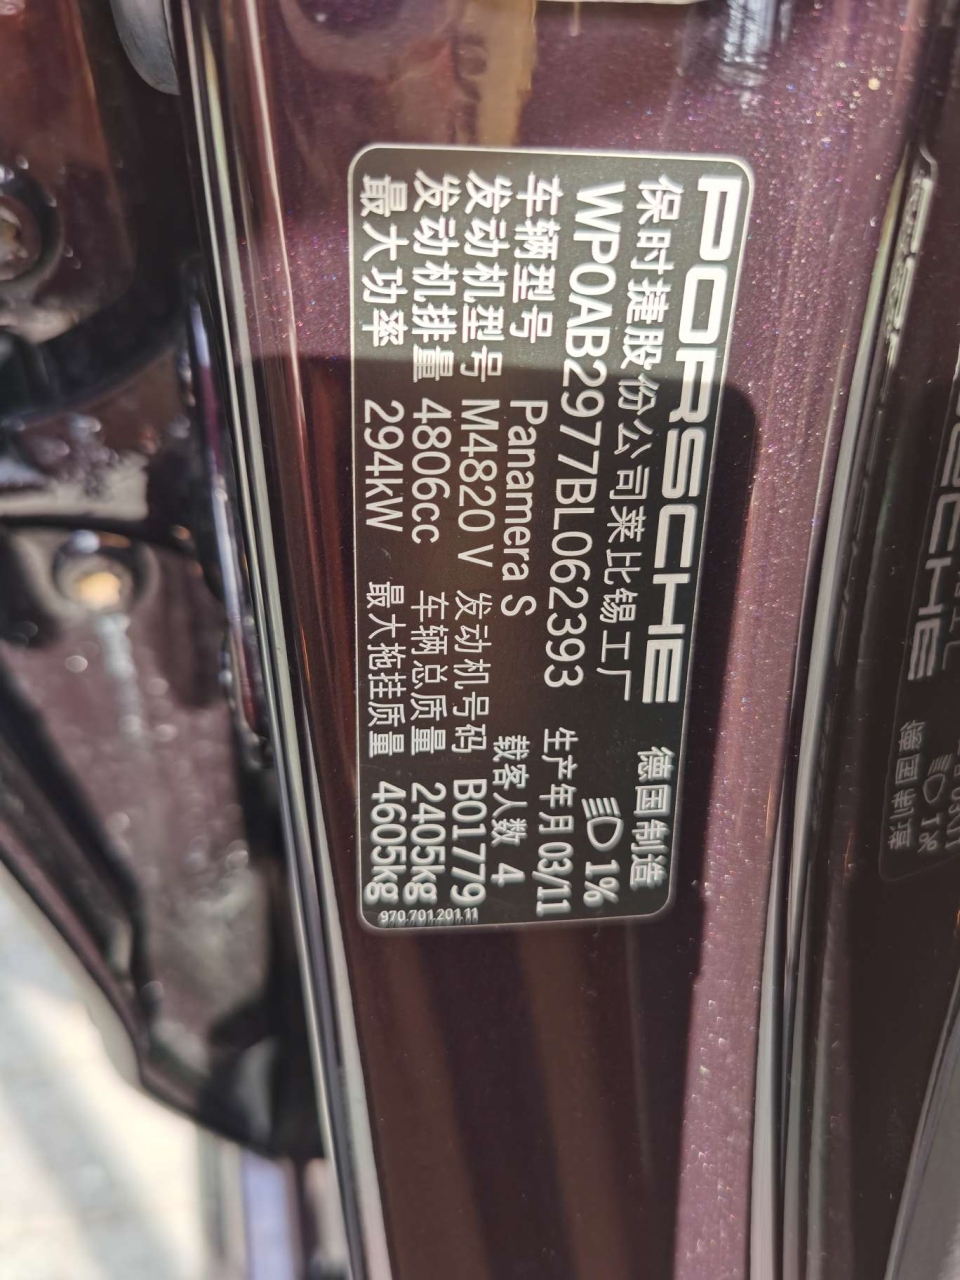 PORSCHE
保时捷股份公司莱比锡工厂 德国制造
WP0AB2977BL062393 1%
车辆型号 Panamera S 生产年月 03/11
发动机型号 M4820 V 载客人数 4
发动机排量 4806cc 发动机号码 B01779
最大功率 294kW 车辆总质量 2405kg
最大拖挂质量 4605kg
970.701.201.11